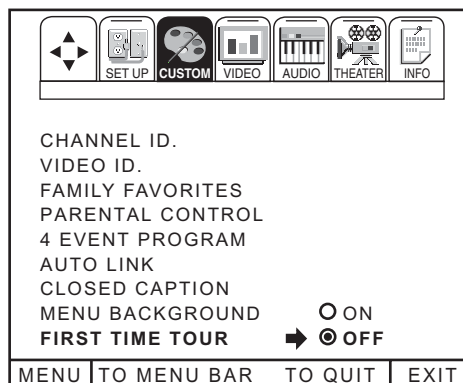 SET UP CUSTOM VIDEO AUDIO THEATER INFO
CHANNEL ID.
VIDEO ID.
FAMILY FAVORITES
PARENTAL CONTROL
4 EVENT PROGRAM
AUTO LINK
CLOSED CAPTION
MENU BACKGROUND ON
FIRST TIME TOUR OFF
MENU TO MENU BAR TO QUIT EXIT